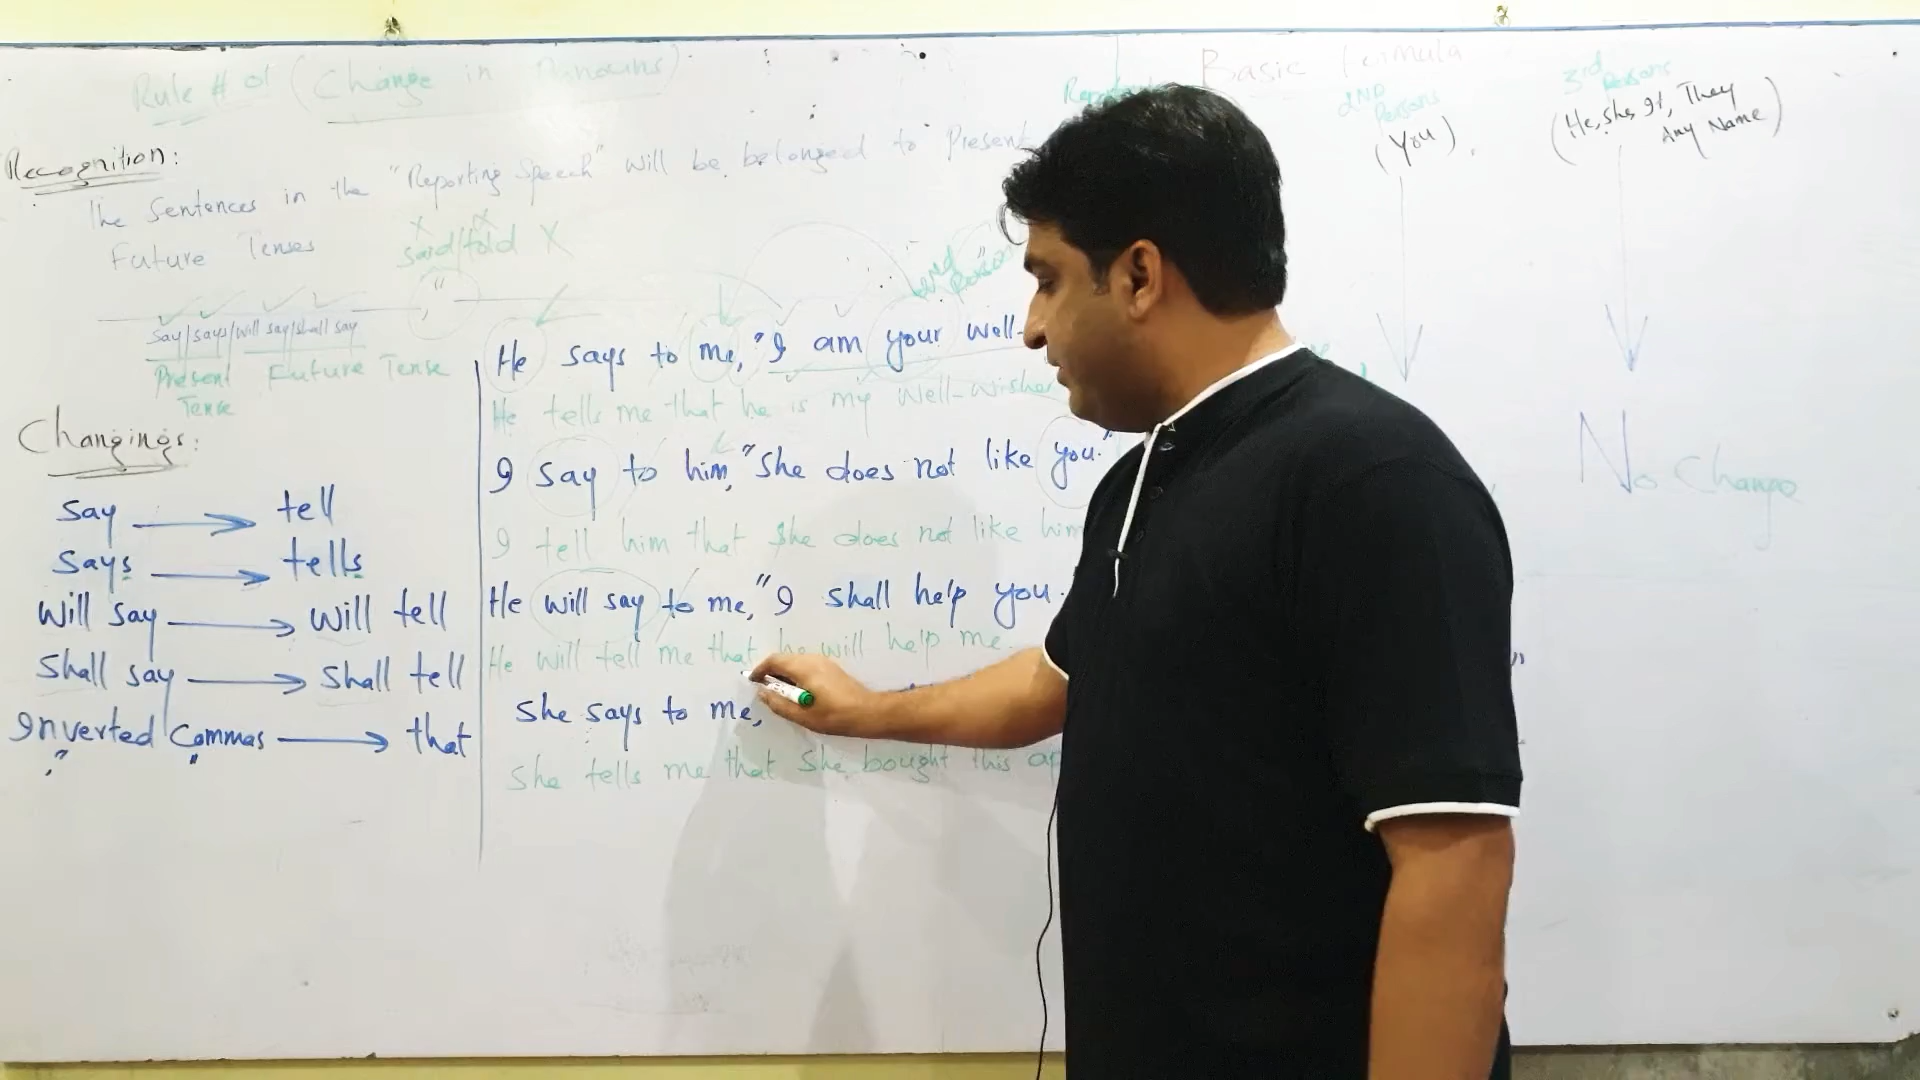 Rule # 01 (Change in Pronouns)
Recognition:
The Sentences in the "Reporting Speech" will be belonged to Present
Future Tenses
said/told X
say/says/will say/shall say
Present Future Tense
Tense
Changings:
say → tell
says → tells
will say → will tell
Shall say → Shall tell
Inverted Commas → that
2nd Person
He says to me, "I am your well-
He tells me that he is my well-wisher
I say to him, "She does not like you."
I tell him that she does not like him
He will say to me, "I shall help you.
He will tell me that he will help me.
She says to me,
She tells me that she bought this
Basic Formula
2ND Persons
(You)
3rd Persons
(He, She, It, They
Any Name)
No Change